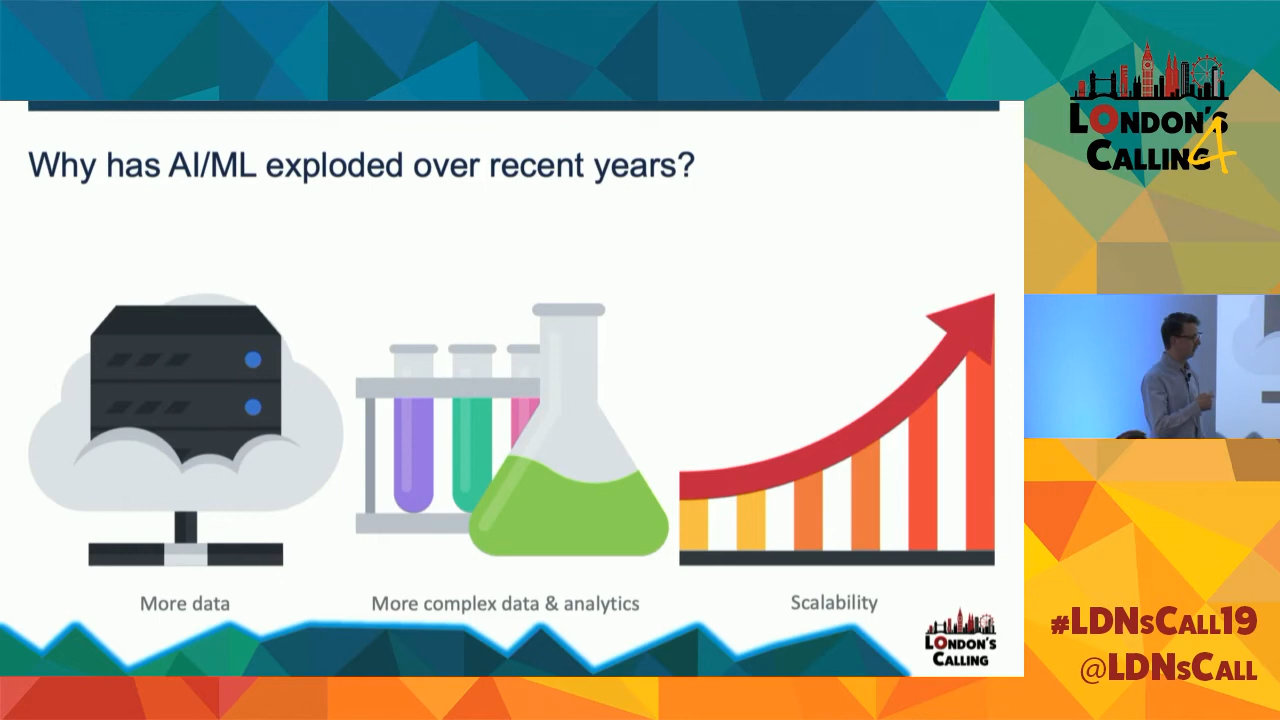 LONDON'S
CALLING
4
Why has AI/ML exploded over recent years?
More data
More complex data & analytics
Scalability
LONDON'S
CALLING
#LDNSCALL19
@LDNSCALL